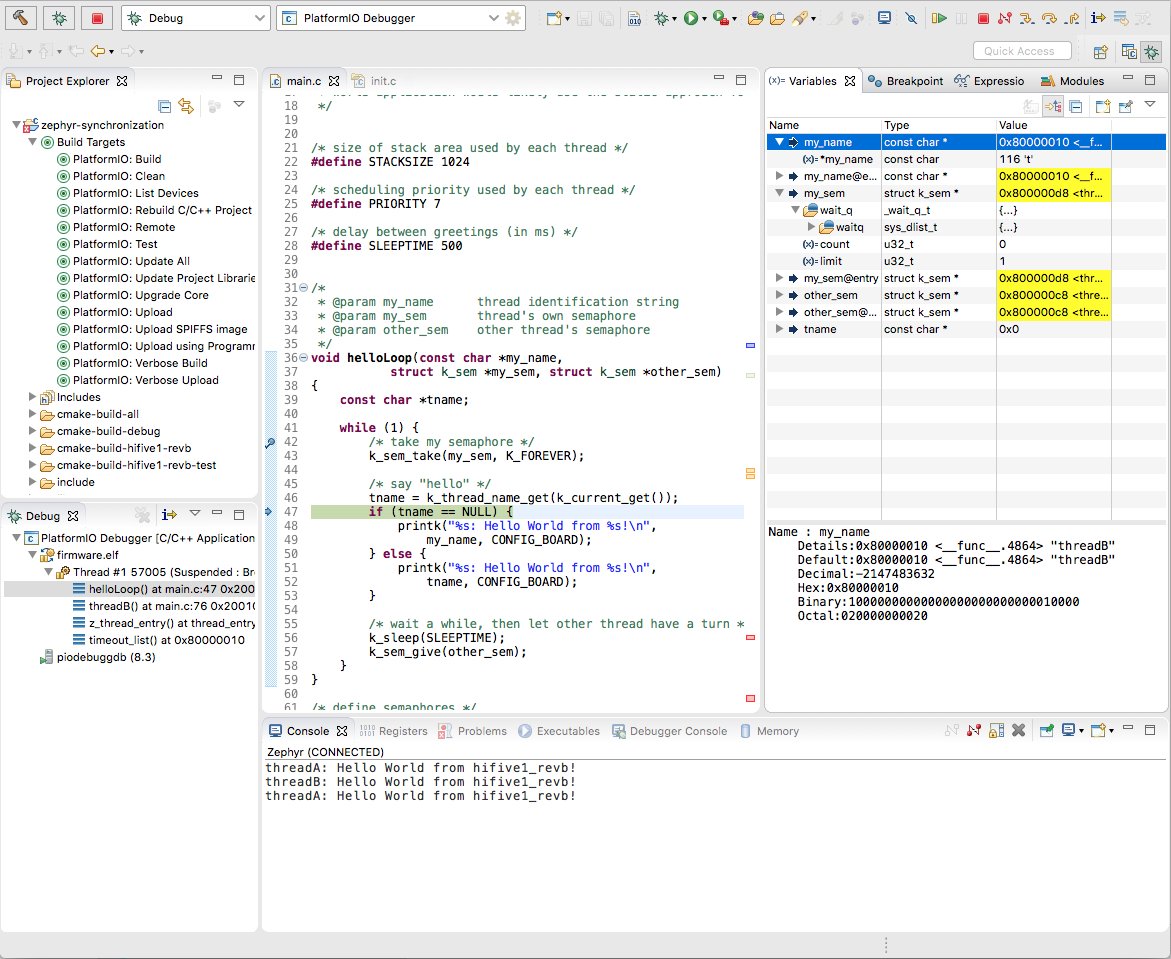 Debug
PlatformIO Debugger
Quick Access
Project Explorer
zephyr-synchronization
Build Targets
PlatformIO: Build
PlatformIO: Clean
PlatformIO: List Devices
PlatformIO: Rebuild C/C++ Project
PlatformIO: Remote
PlatformIO: Test
PlatformIO: Update All
PlatformIO: Update Project Librarie
PlatformIO: Upgrade Core
PlatformIO: Upload
PlatformIO: Upload SPIFFS image
PlatformIO: Upload using Programr
PlatformIO: Verbose Build
PlatformIO: Verbose Upload
Includes
cmake-build-all
cmake-build-debug
cmake-build-hifive1-revb
cmake-build-hifive1-revb-test
include
Debug
PlatformIO Debugger [C/C++ Application
firmware.elf
Thread #1 57005 (Suspended : Br
helloLoop() at main.c:47 0x200
threadB() at main.c:76 0x20010
z_thread_entry() at thread_entry
timeout_list() at 0x80000010
piodebuggdb (8.3)
main.c
init.c
18 */
19
20
21 /* size of stack area used by each thread */
22 #define STACKSIZE 1024
23
24 /* scheduling priority used by each thread */
25 #define PRIORITY 7
26
27 /* delay between greetings (in ms) */
28 #define SLEEPTIME 500
29
30
31 /*
32 * @param my_name thread identification string
33 * @param my_sem thread's own semaphore
34 * @param other_sem other thread's semaphore
35 */
36 void helloLoop(const char *my_name,
37 struct k_sem *my_sem, struct k_sem *other_sem)
38 {
39 const char *tname;
40
41 while (1) {
42 /* take my semaphore */
43 k_sem_take(my_sem, K_FOREVER);
44
45 /* say "hello" */
46 tname = k_thread_name_get(k_current_get());
47 if (tname == NULL) {
48 printk("%s: Hello World from %s!\n",
49 my_name, CONFIG_BOARD);
50 } else {
51 printk("%s: Hello World from %s!\n",
52 tname, CONFIG_BOARD);
53 }
54
55 /* wait a while, then let other thread have a turn *
56 k_sleep(SLEEPTIME);
57 k_sem_give(other_sem);
58 }
59 }
60
61 /* define semaphores */
(x)= Variables
Breakpoint
Expressio
Modules
Name Type Value
my_name const char * 0x80000010 <__f...
(x)= *my_name const char 116 't'
my_name@e... const char * 0x80000010 <__f...
my_sem struct k_sem * 0x800000d8 <thr...
wait_q _wait_q_t {...}
waitq sys_dlist_t {...}
(x)= count u32_t 0
(x)= limit u32_t 1
my_sem@entry struct k_sem * 0x800000d8 <thr...
other_sem struct k_sem * 0x800000c8 <thre...
other_sem@... struct k_sem * 0x800000c8 <thre...
tname const char * 0x0
Name : my_name
Details:0x80000010 <__func__.4864> "threadB"
Default:0x80000010 <__func__.4864> "threadB"
Decimal:-2147483632
Hex:0x80000010
Binary:10000000000000000000000000010000
Octal:020000000020
Console
Registers
Problems
Executables
Debugger Console
Memory
Zephyr (CONNECTED)
threadA: Hello World from hifive1_revb!
threadB: Hello World from hifive1_revb!
threadA: Hello World from hifive1_revb!